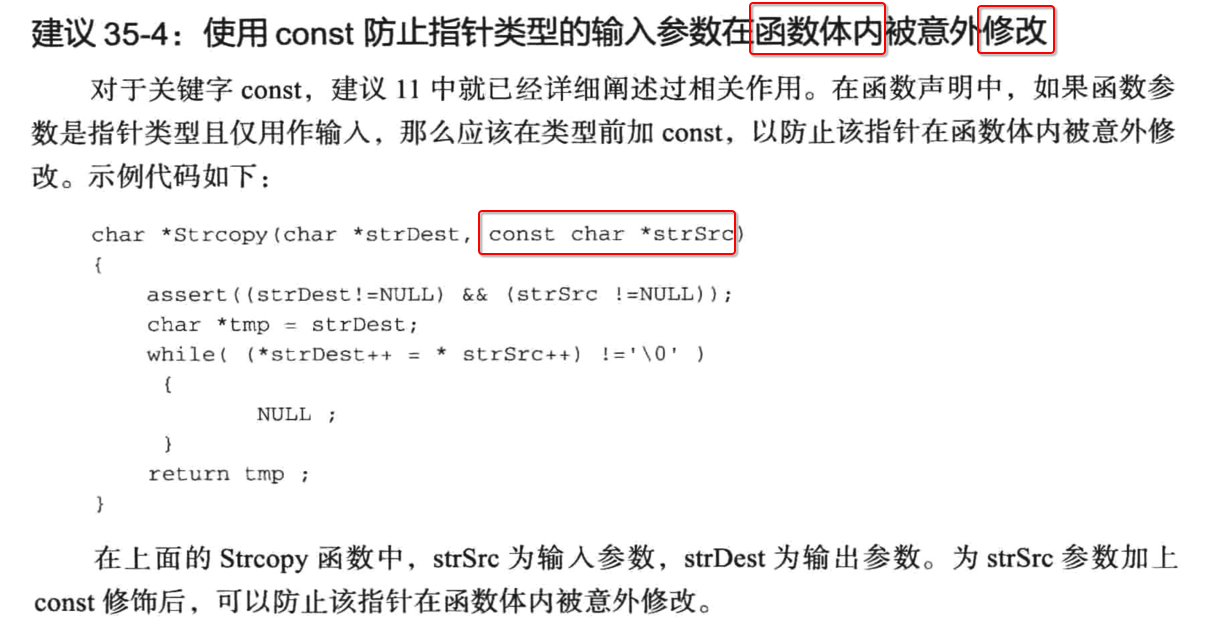 建议 35-4：使用 const 防止指针类型的输入参数在函数体内被意外修改
对于关键字 const，建议 11 中就已经详细阐述过相关作用。在函数声明中，如果函数参
数是指针类型且仅用作输入，那么应该在类型前加 const，以防止该指针在函数体内被意外修
改。示例代码如下：
char *Strcopy(char *strDest, const char *strSrc)
{
assert((strDest!=NULL) && (strSrc !=NULL));
char *tmp = strDest;
while( (*strDest++ = * strSrc++) !='\0' )
{
NULL ;
}
return tmp ;
}
在上面的 Strcopy 函数中，strSrc 为输入参数，strDest 为输出参数。为 strSrc 参数加上
const 修饰后，可以防止该指针在函数体内被意外修改。